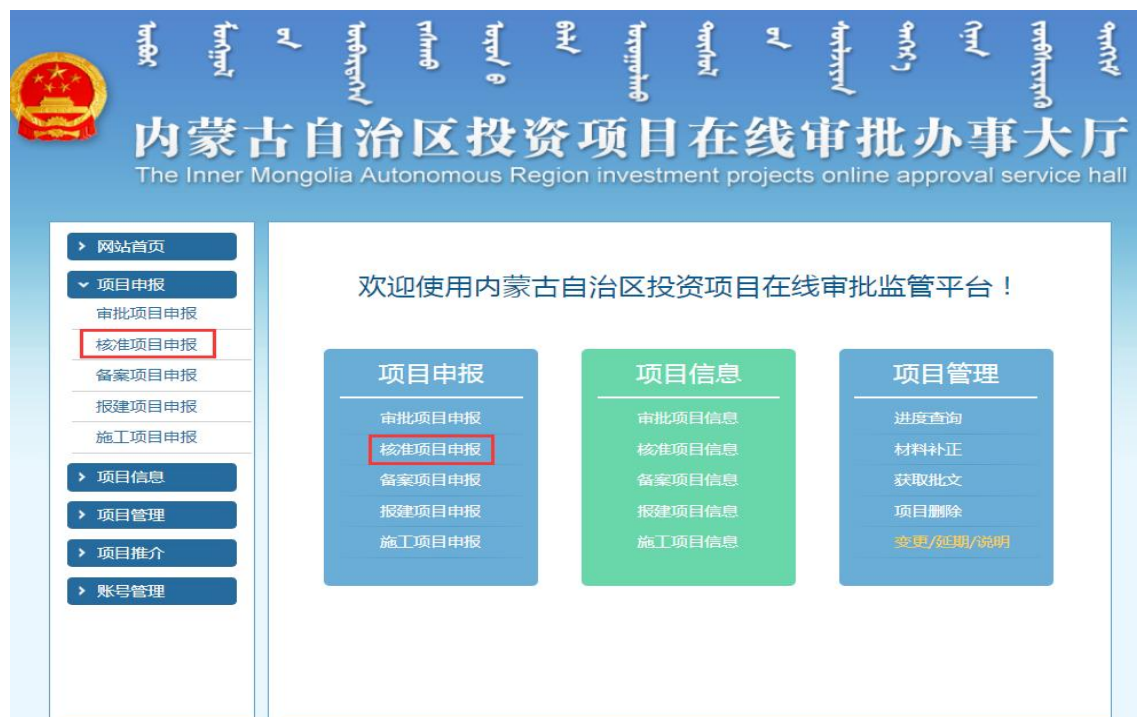 内蒙古自治区投资项目在线审批办事大厅
The Inner Mongolia Autonomous Region investment projects online approval service hall
网站首页
项目申报
审批项目申报
核准项目申报
备案项目申报
报建项目申报
施工项目申报
项目信息
项目管理
项目推介
账号管理
欢迎使用内蒙古自治区投资项目在线审批监管平台！
项目申报
审批项目申报
核准项目申报
备案项目申报
报建项目申报
施工项目申报
项目信息
审批项目信息
核准项目信息
备案项目信息
报建项目信息
施工项目信息
项目管理
进度查询
材料补正
获取批文
项目删除
变更/延期/说明